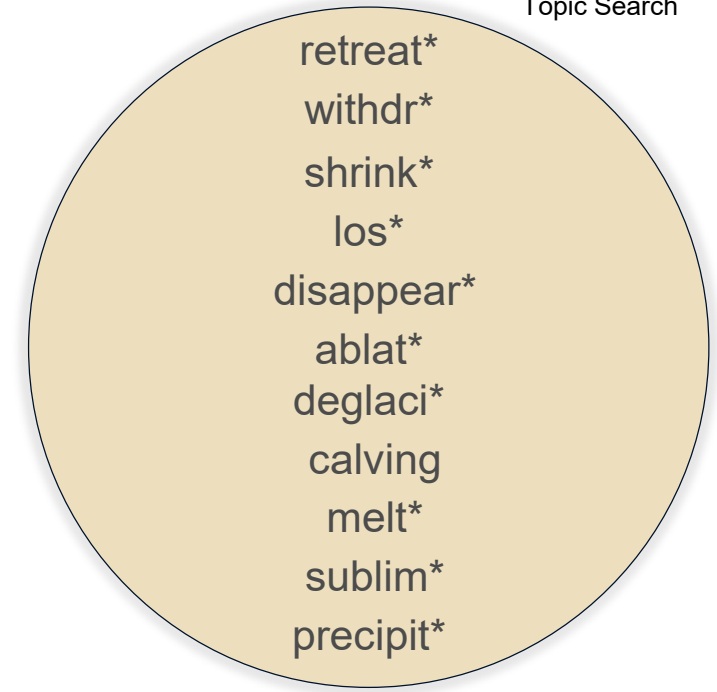 Topic Search
retreat*
withdr*
shrink*
los*
disappear*
ablat*
deglaci*
calving
melt*
sublim*
precipit*